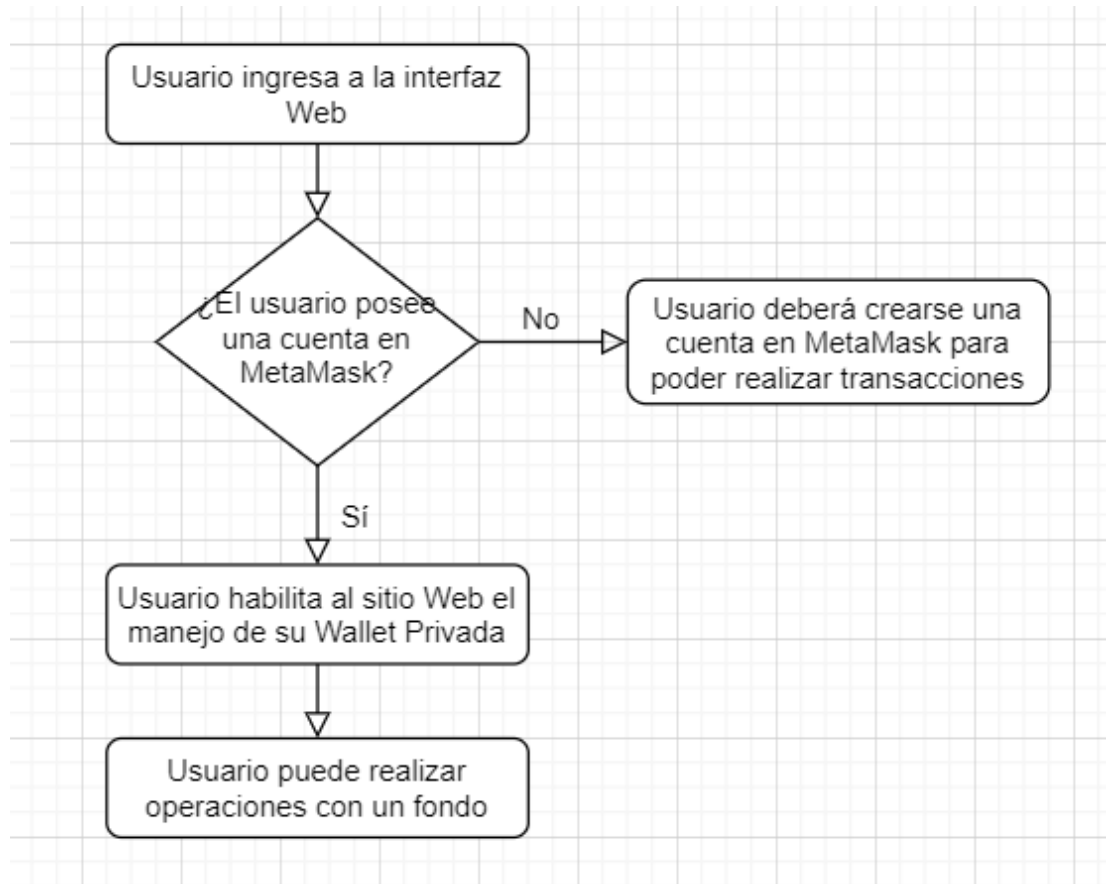 Usuario ingresa a la interfaz
Web
¿El usuario posee
una cuenta en
MetaMask?
No
Usuario deberá crearse una
cuenta en MetaMask para
poder realizar transacciones
Sí
Usuario habilita al sitio Web el
manejo de su Wallet Privada
Usuario puede realizar
operaciones con un fondo